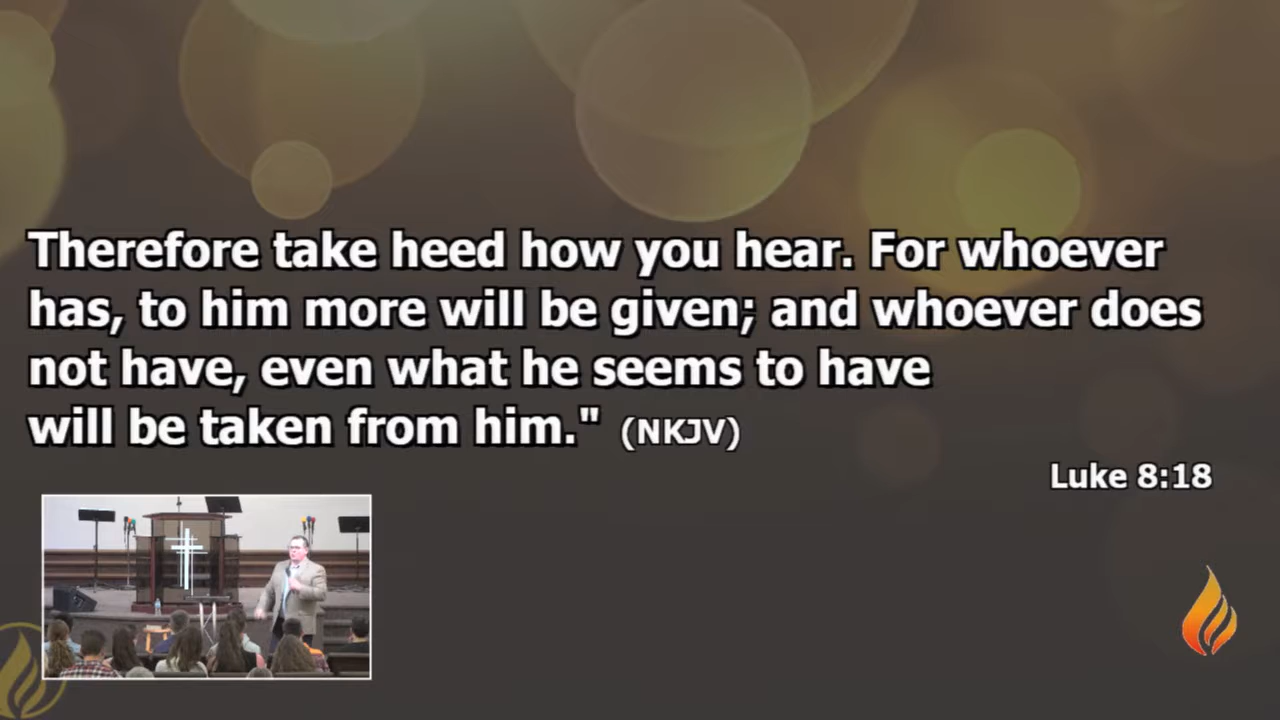 Therefore take heed how you hear. For whoever
has, to him more will be given; and whoever does
not have, even what he seems to have
will be taken from him." (NKJV)
Luke 8:18